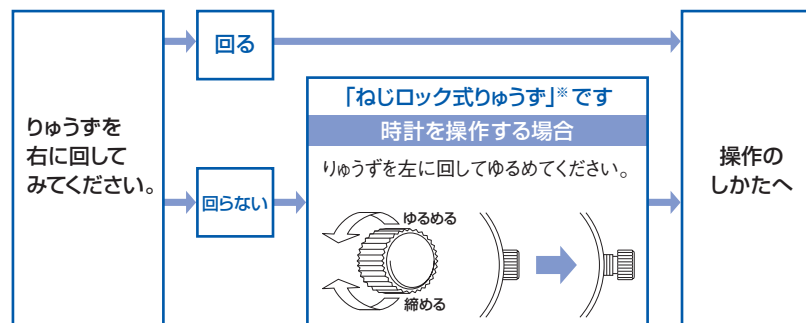 りゅうずを
右に回して
みてください。
回る
回らない
「ねじロック式りゅうず」※です
時計を操作する場合
りゅうずを左に回してゆるめてください。
ゆるめる
締める
操作の
しかたへ